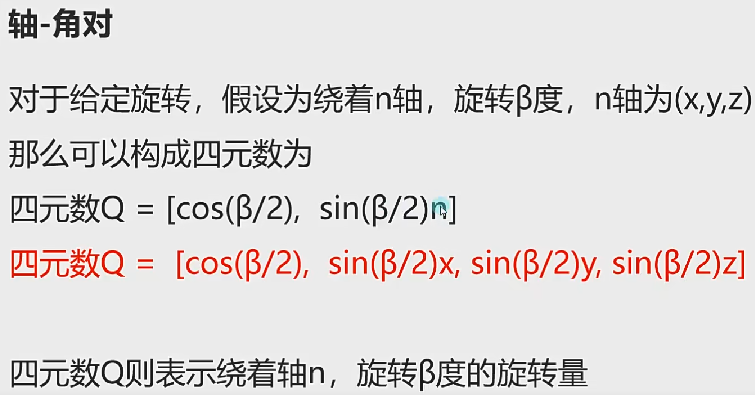 轴-角对
对于给定旋转，假设为绕着n轴，旋转β度，n轴为(x,y,z)
那么可以构成四元数为
四元数Q = [cos(β/2),  sin(β/2)n]
四元数Q =  [cos(β/2),  sin(β/2)x, sin(β/2)y, sin(β/2)z]
四元数Q则表示绕着轴n，旋转β度的旋转量